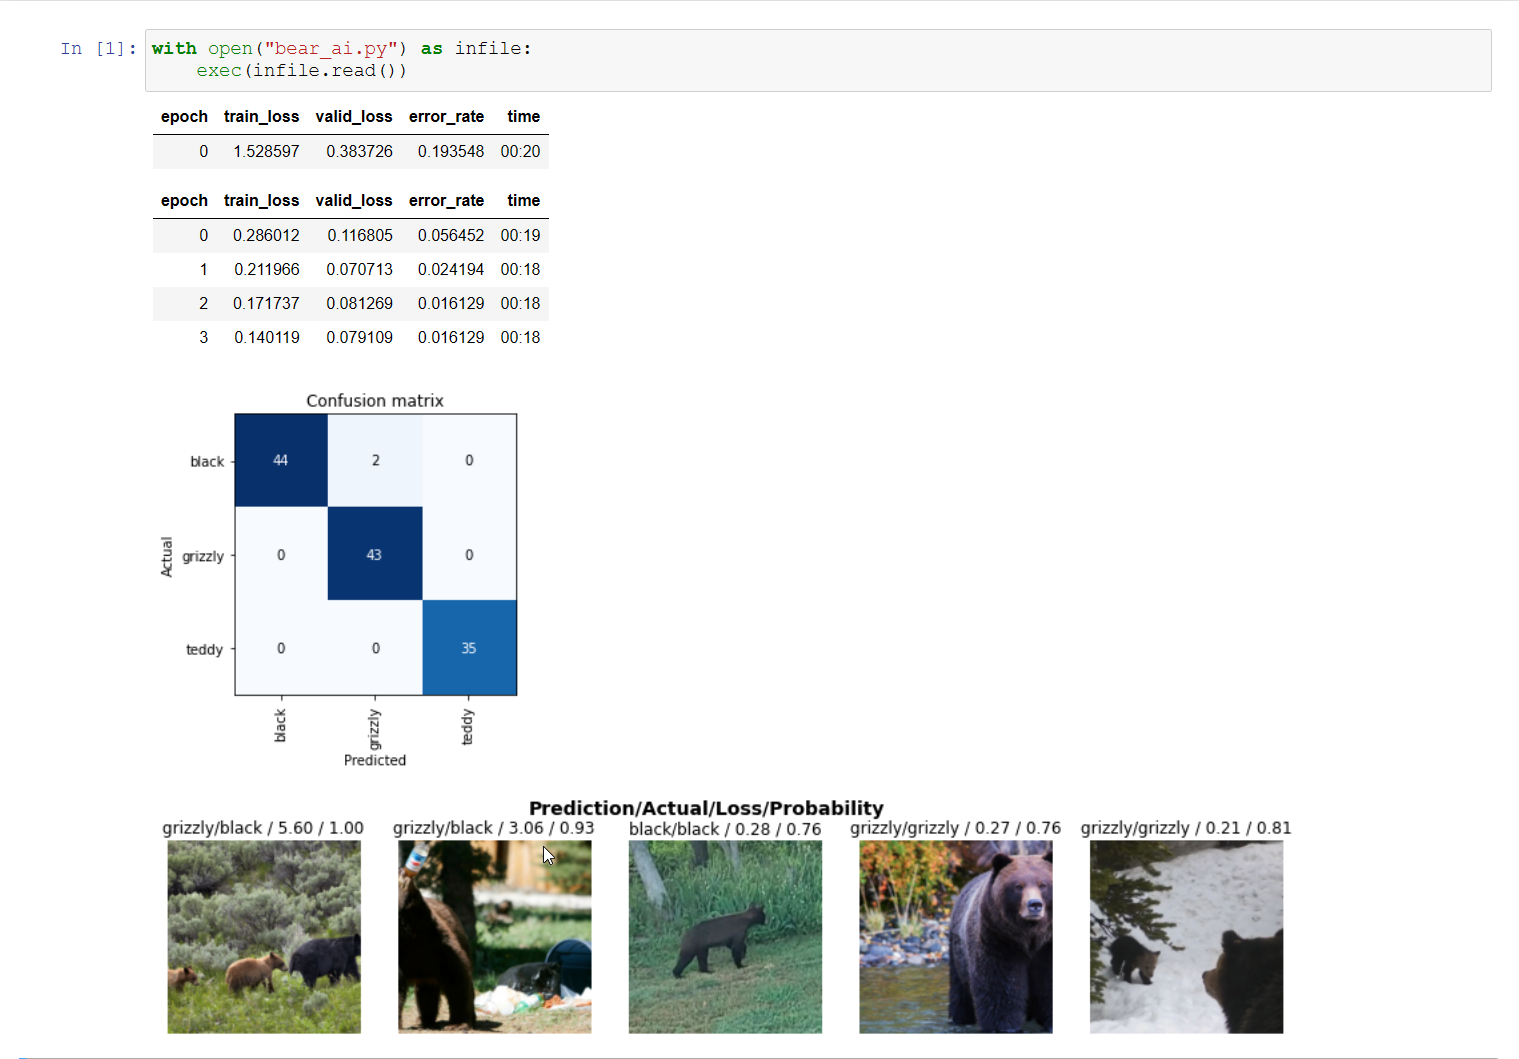 In [1]: with open("bear_ai.py") as infile:
exec(infile.read())
epoch train_loss valid_loss error_rate time
0 1.528597 0.383726 0.193548 00:20
epoch train_loss valid_loss error_rate time
0 0.286012 0.116805 0.056452 00:19
1 0.211966 0.070713 0.024194 00:18
2 0.171737 0.081269 0.016129 00:18
3 0.140119 0.079109 0.016129 00:18
Confusion matrix
black 44 2 0
Actual
grizzly 0 43 0
teddy 0 0 35
black grizzly teddy
Predicted
Prediction/Actual/Loss/Probability
grizzly/black / 5.60 / 1.00 grizzly/black / 3.06 / 0.93 black/black / 0.28 / 0.76 grizzly/grizzly / 0.27 / 0.76 grizzly/grizzly / 0.21 / 0.81